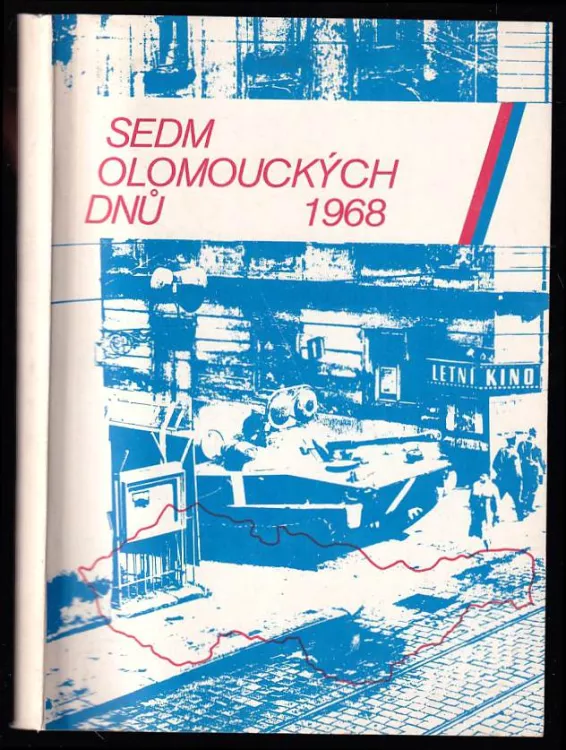 SEDM
OLOMOUCKÝCH
DNŮ 1968
LETNÍ KINO